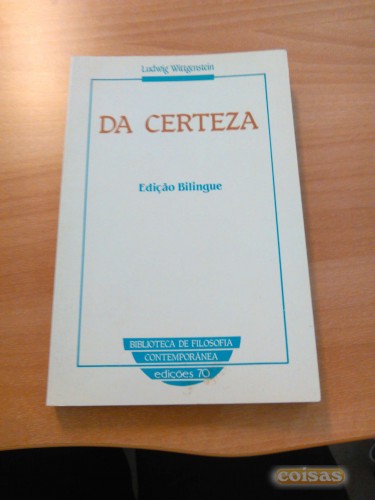 Ludwig Wittgenstein
DA CERTEZA
Edição Bilingue
BIBLIOTECA DE FILOSOFIA
CONTEMPORÂNEA
edições 70
coisas